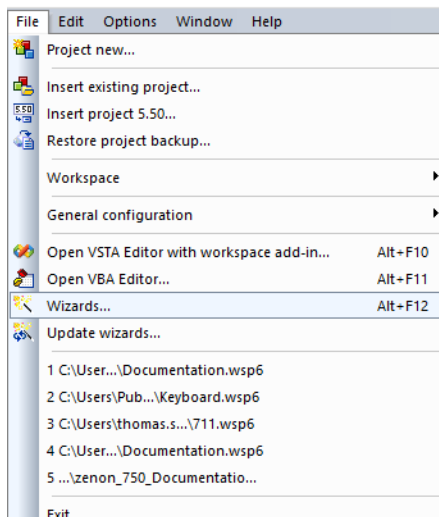 File Edit Options Window Help
Project new...
Insert existing project...
5.50 Insert project 5.50...
Restore project backup...
Workspace
General configuration
Open VSTA Editor with workspace add-in... Alt+F10
Open VBA Editor... Alt+F11
Wizards... Alt+F12
Update wizards...
1 C:\User...\Documentation.wsp6
2 C:\Users\Pub...\Keyboard.wsp6
3 C:\Users\thomas.s...\711.wsp6
4 C:\User...\Documentation.wsp6
5 ...\zenon_750_Documentatio...
Exit